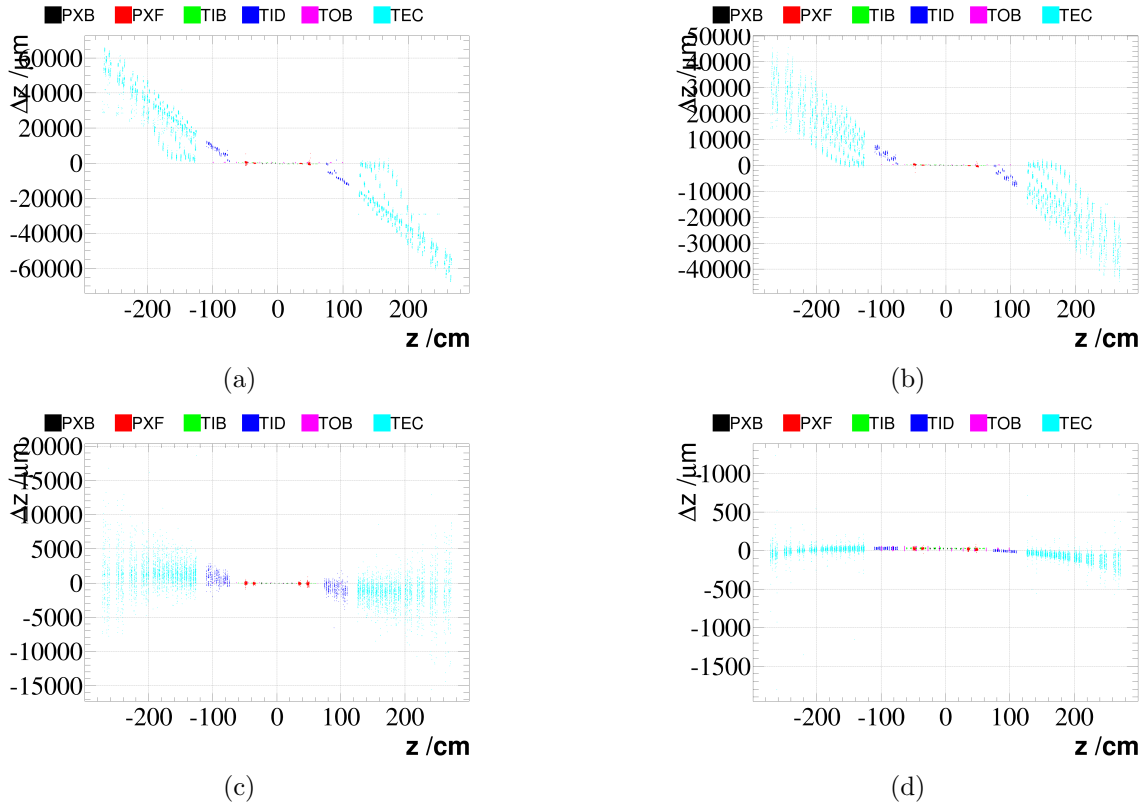 PXB PXF TIB TID TOB TEC
Δz /μm
60000
40000
20000
0
-20000
-40000
-60000
-200 -100 0 100 200
z /cm
(a)
PXB PXF TIB TID TOB TEC
Δz /μm
50000
40000
30000
20000
10000
0
-10000
-20000
-30000
-40000
-200 -100 0 100 200
z /cm
(b)
PXB PXF TIB TID TOB TEC
Δz /μm
20000
15000
10000
5000
0
-5000
-10000
-15000
-200 -100 0 100 200
z /cm
(c)
PXB PXF TIB TID TOB TEC
Δz /μm
1000
500
0
-500
-1000
-1500
-200 -100 0 100 200
z /cm
(d)